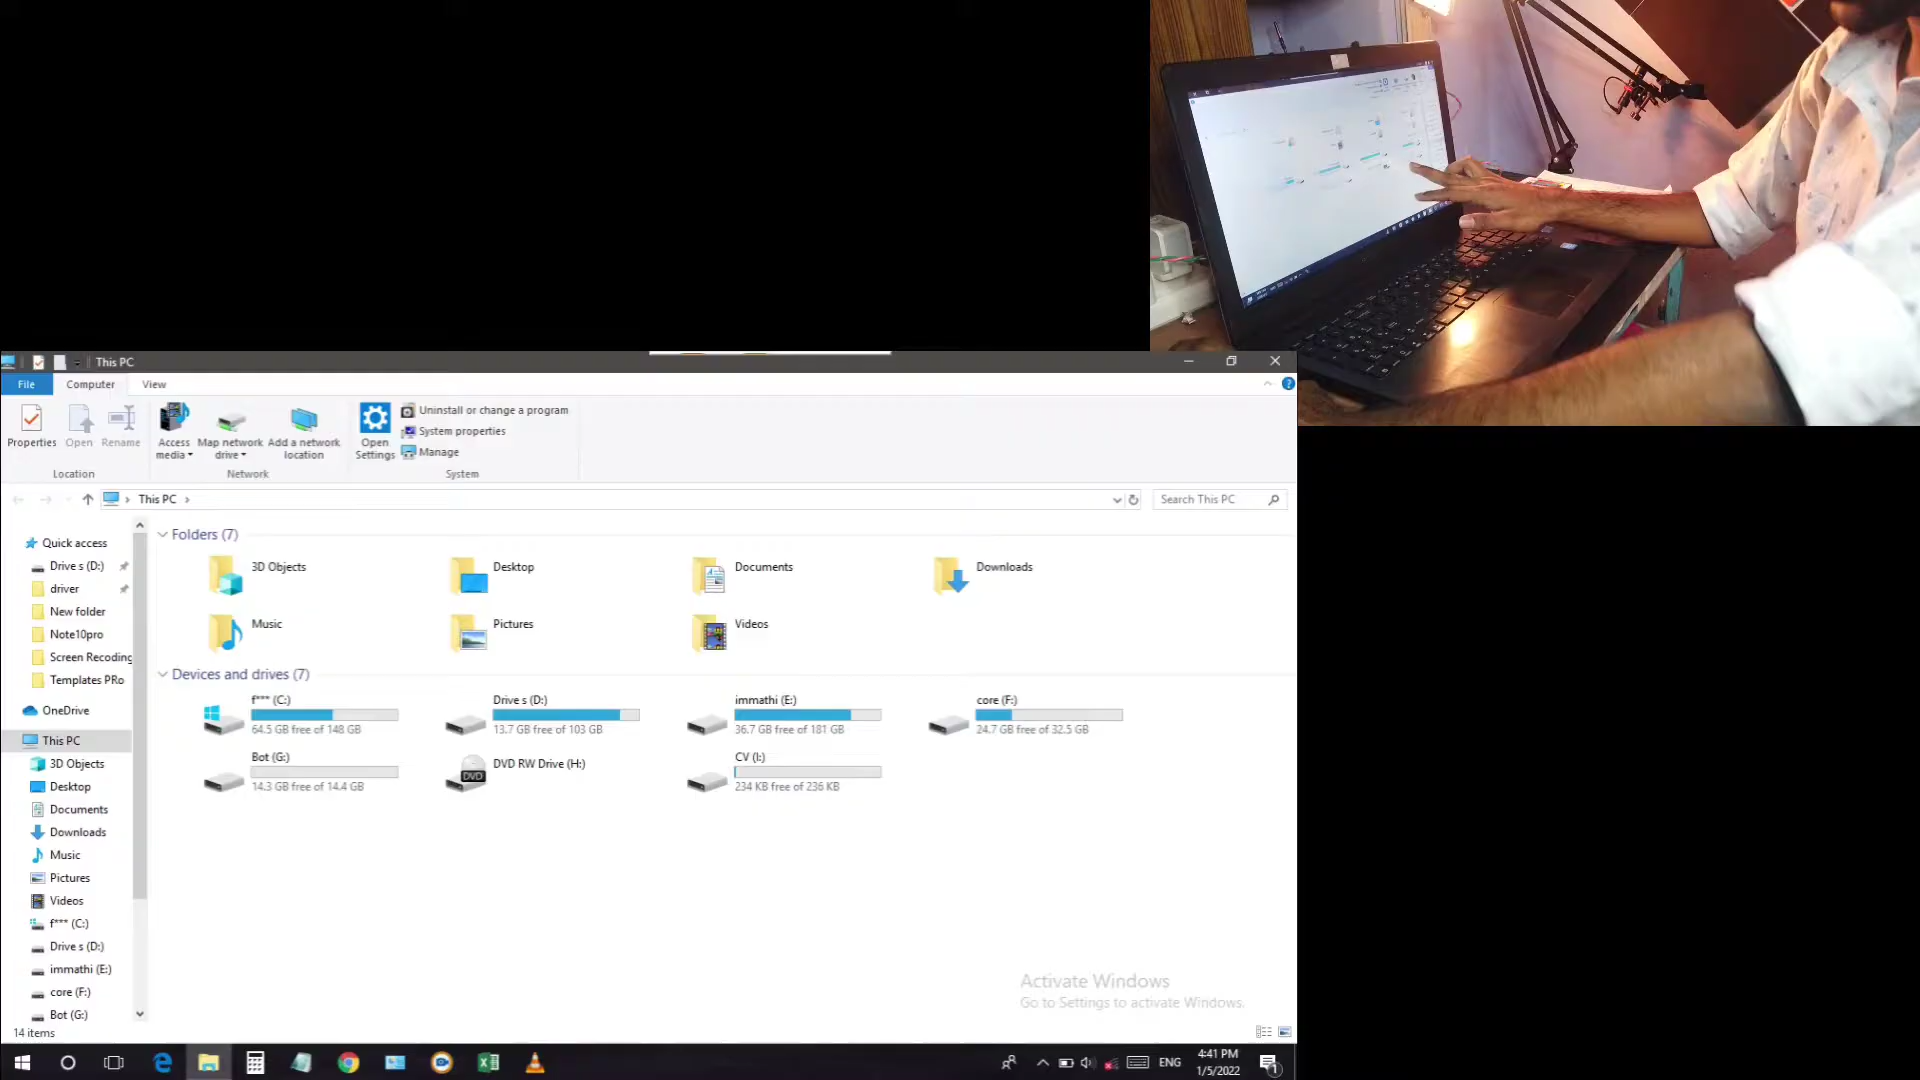 This PC
File Computer View
Properties Open Rename Access media Map network drive Add a network location Open Settings Uninstall or change a program
System properties
Manage
Location Network System
This PC
Search This PC
Quick access
Drive s (D:)
driver
New folder
Note10pro
Screen Recoding
Templates PRo
OneDrive
This PC
3D Objects
Desktop
Documents
Downloads
Music
Pictures
Videos
f*** (C:)
Drive s (D:)
immathi (E:)
core (F:)
Bot (G:)
Folders (7)
3D Objects Desktop Documents Downloads
Music Pictures Videos
Devices and drives (7)
f*** (C:)
64.5 GB free of 148 GB
Drive s (D:)
13.7 GB free of 103 GB
immathi (E:)
36.7 GB free of 181 GB
core (F:)
24.7 GB free of 32.5 GB
Bot (G:)
14.3 GB free of 14.4 GB
DVD
DVD RW Drive (H:)
CV (I:)
234 KB free of 236 KB
Activate Windows
Go to Settings to activate Windows.
14 items
ENG
4:41 PM
1/5/2022
1